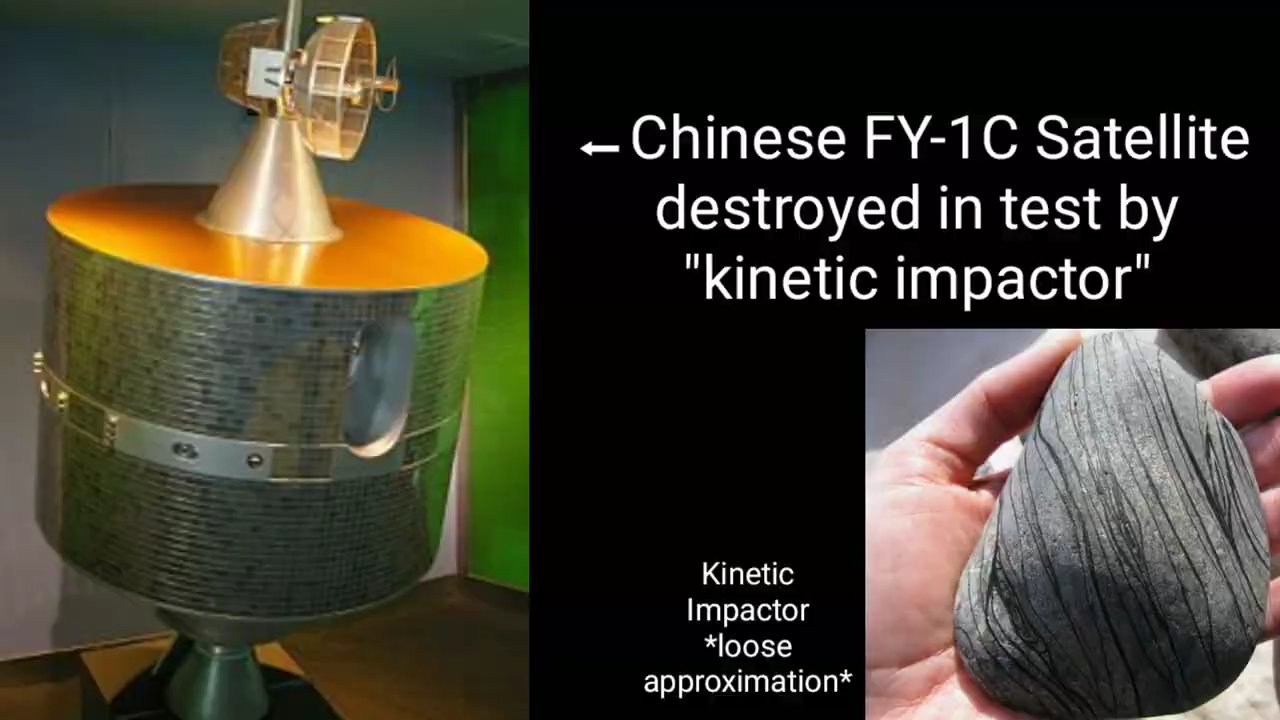 ←Chinese FY-1C Satellite
destroyed in test by
"kinetic impactor"
Kinetic
Impactor
*loose
approximation*